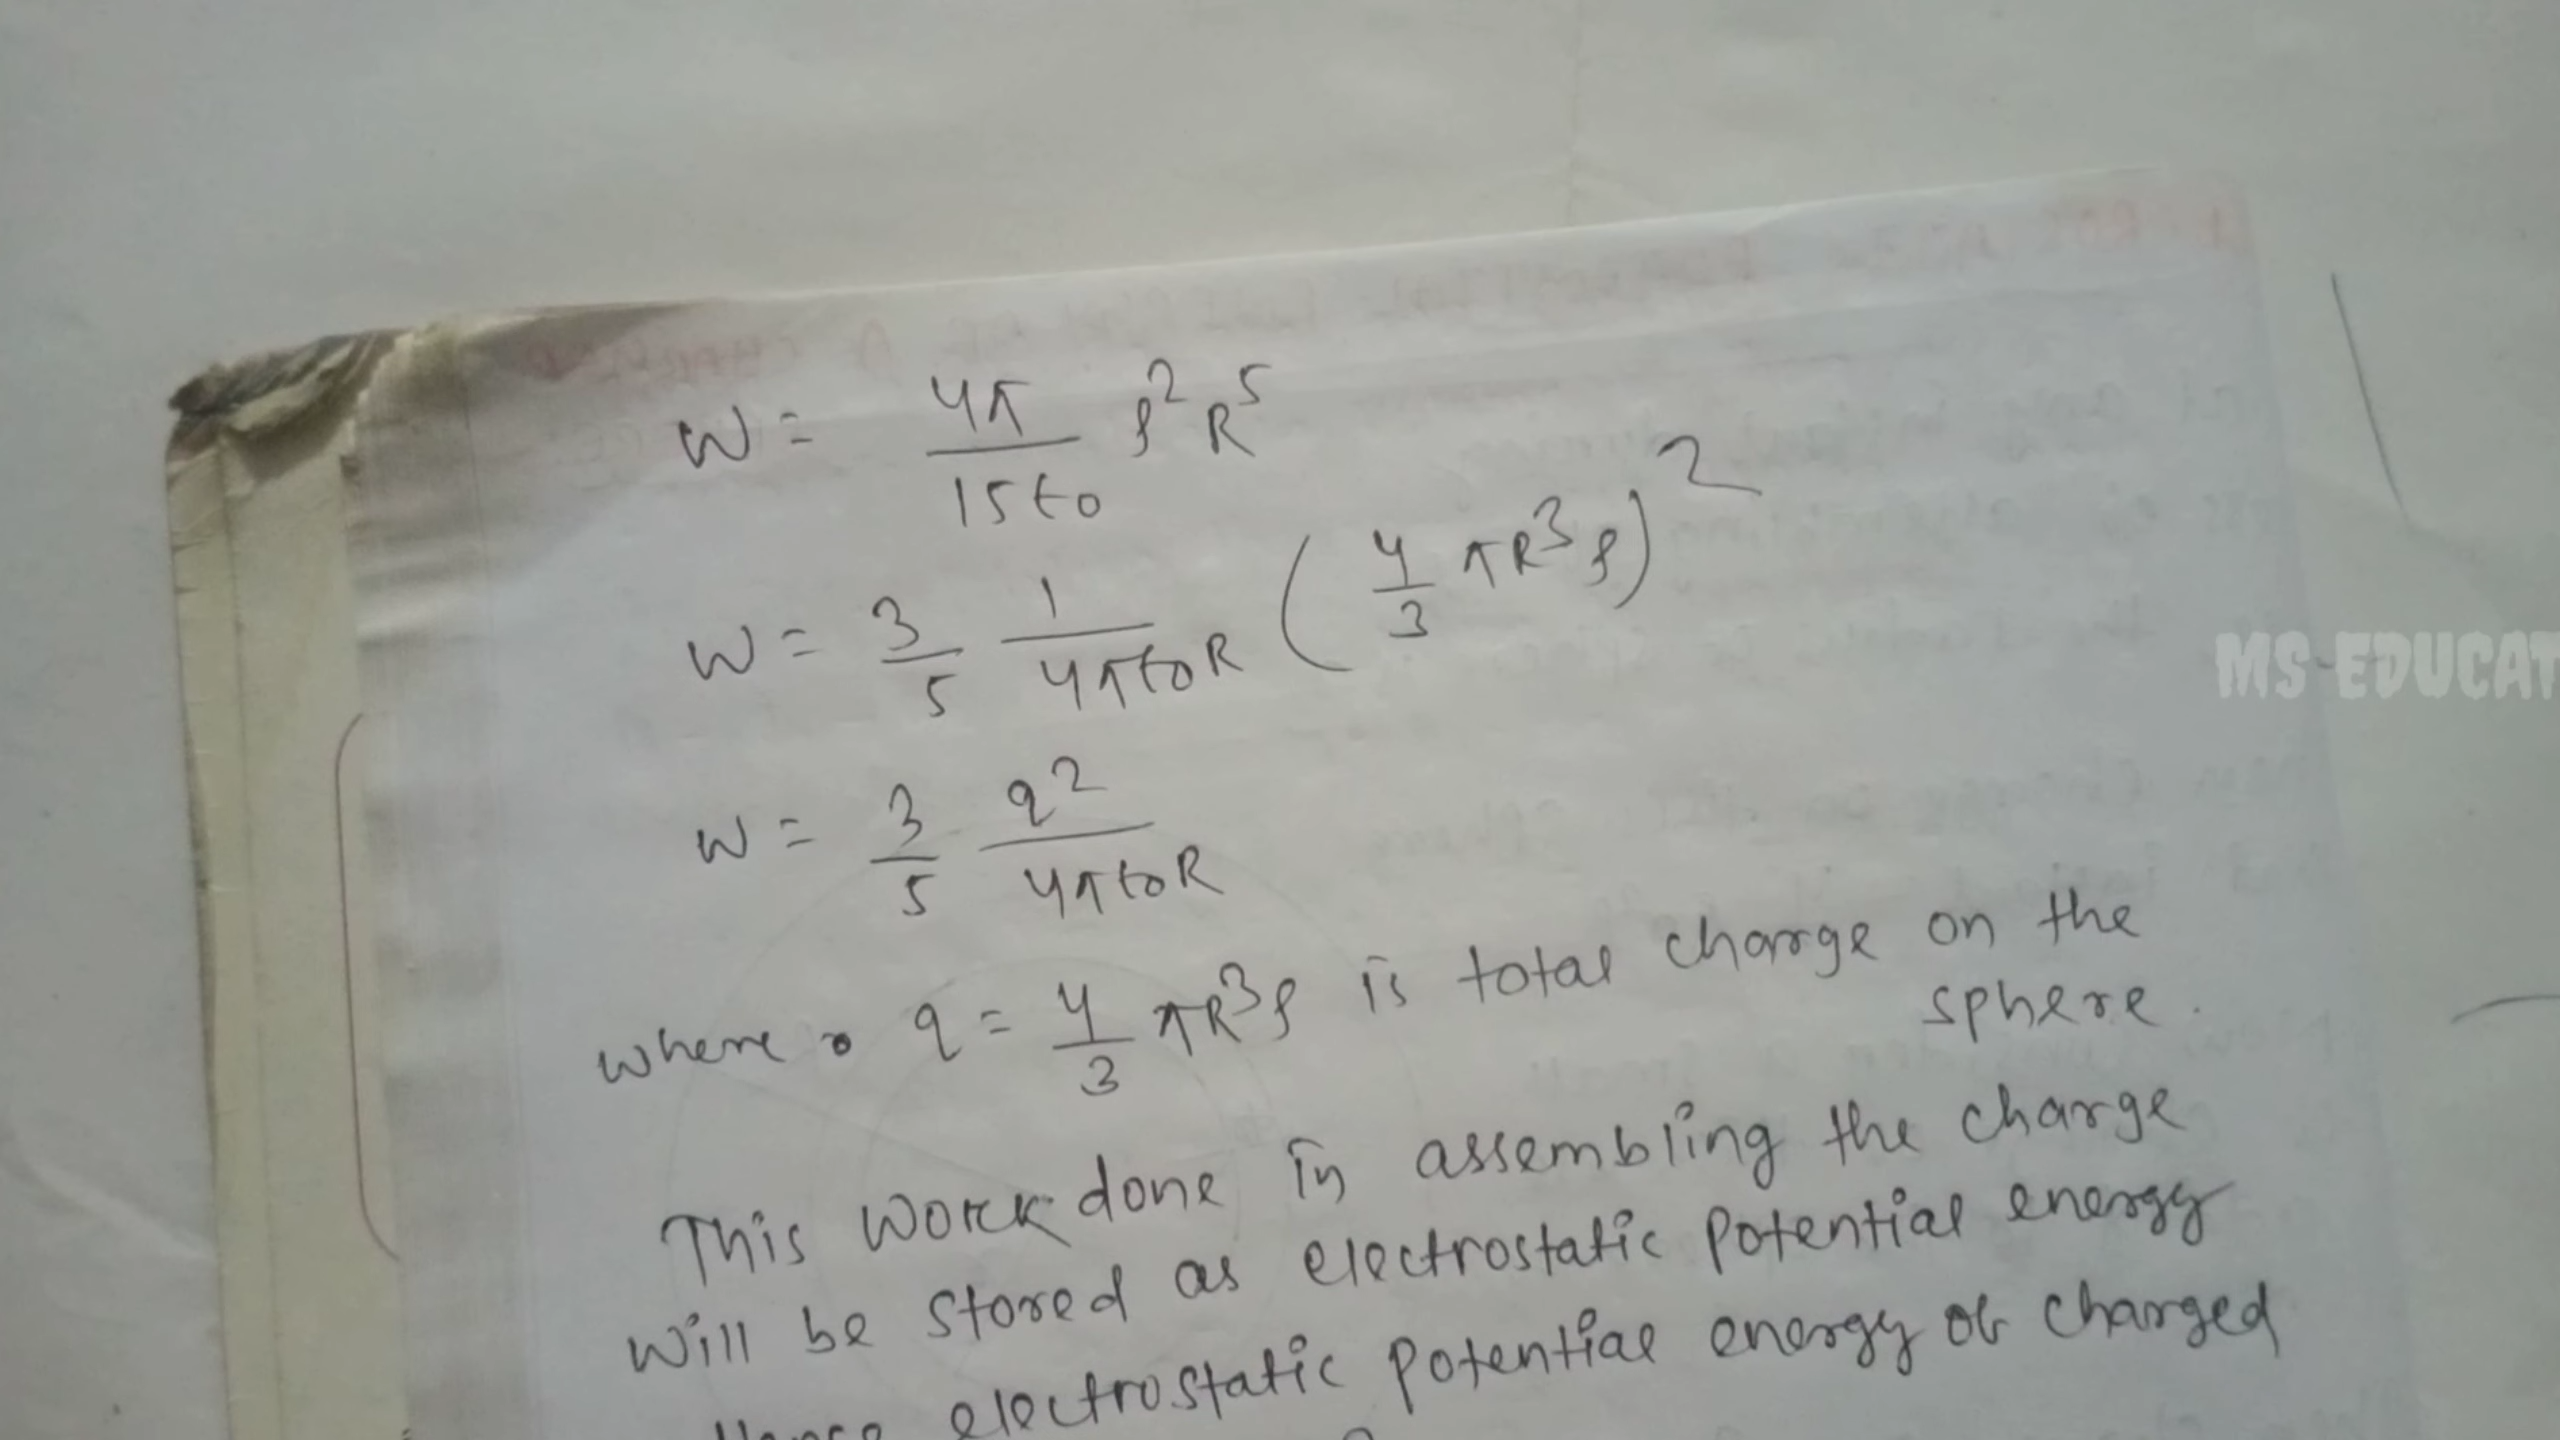 W = 4π/15ε0 ρ²R⁵
W = 3/5 1/4πε0R (4/3 πR³ρ)²
W = 3/5 q²/4πε0R
where q = 4/3 πR³ρ is total charge on the
sphere.
This work done in assembling the charge
will be stored as electrostatic potential energy
Hence electrostatic potential energy of charged
MS EDUCAT